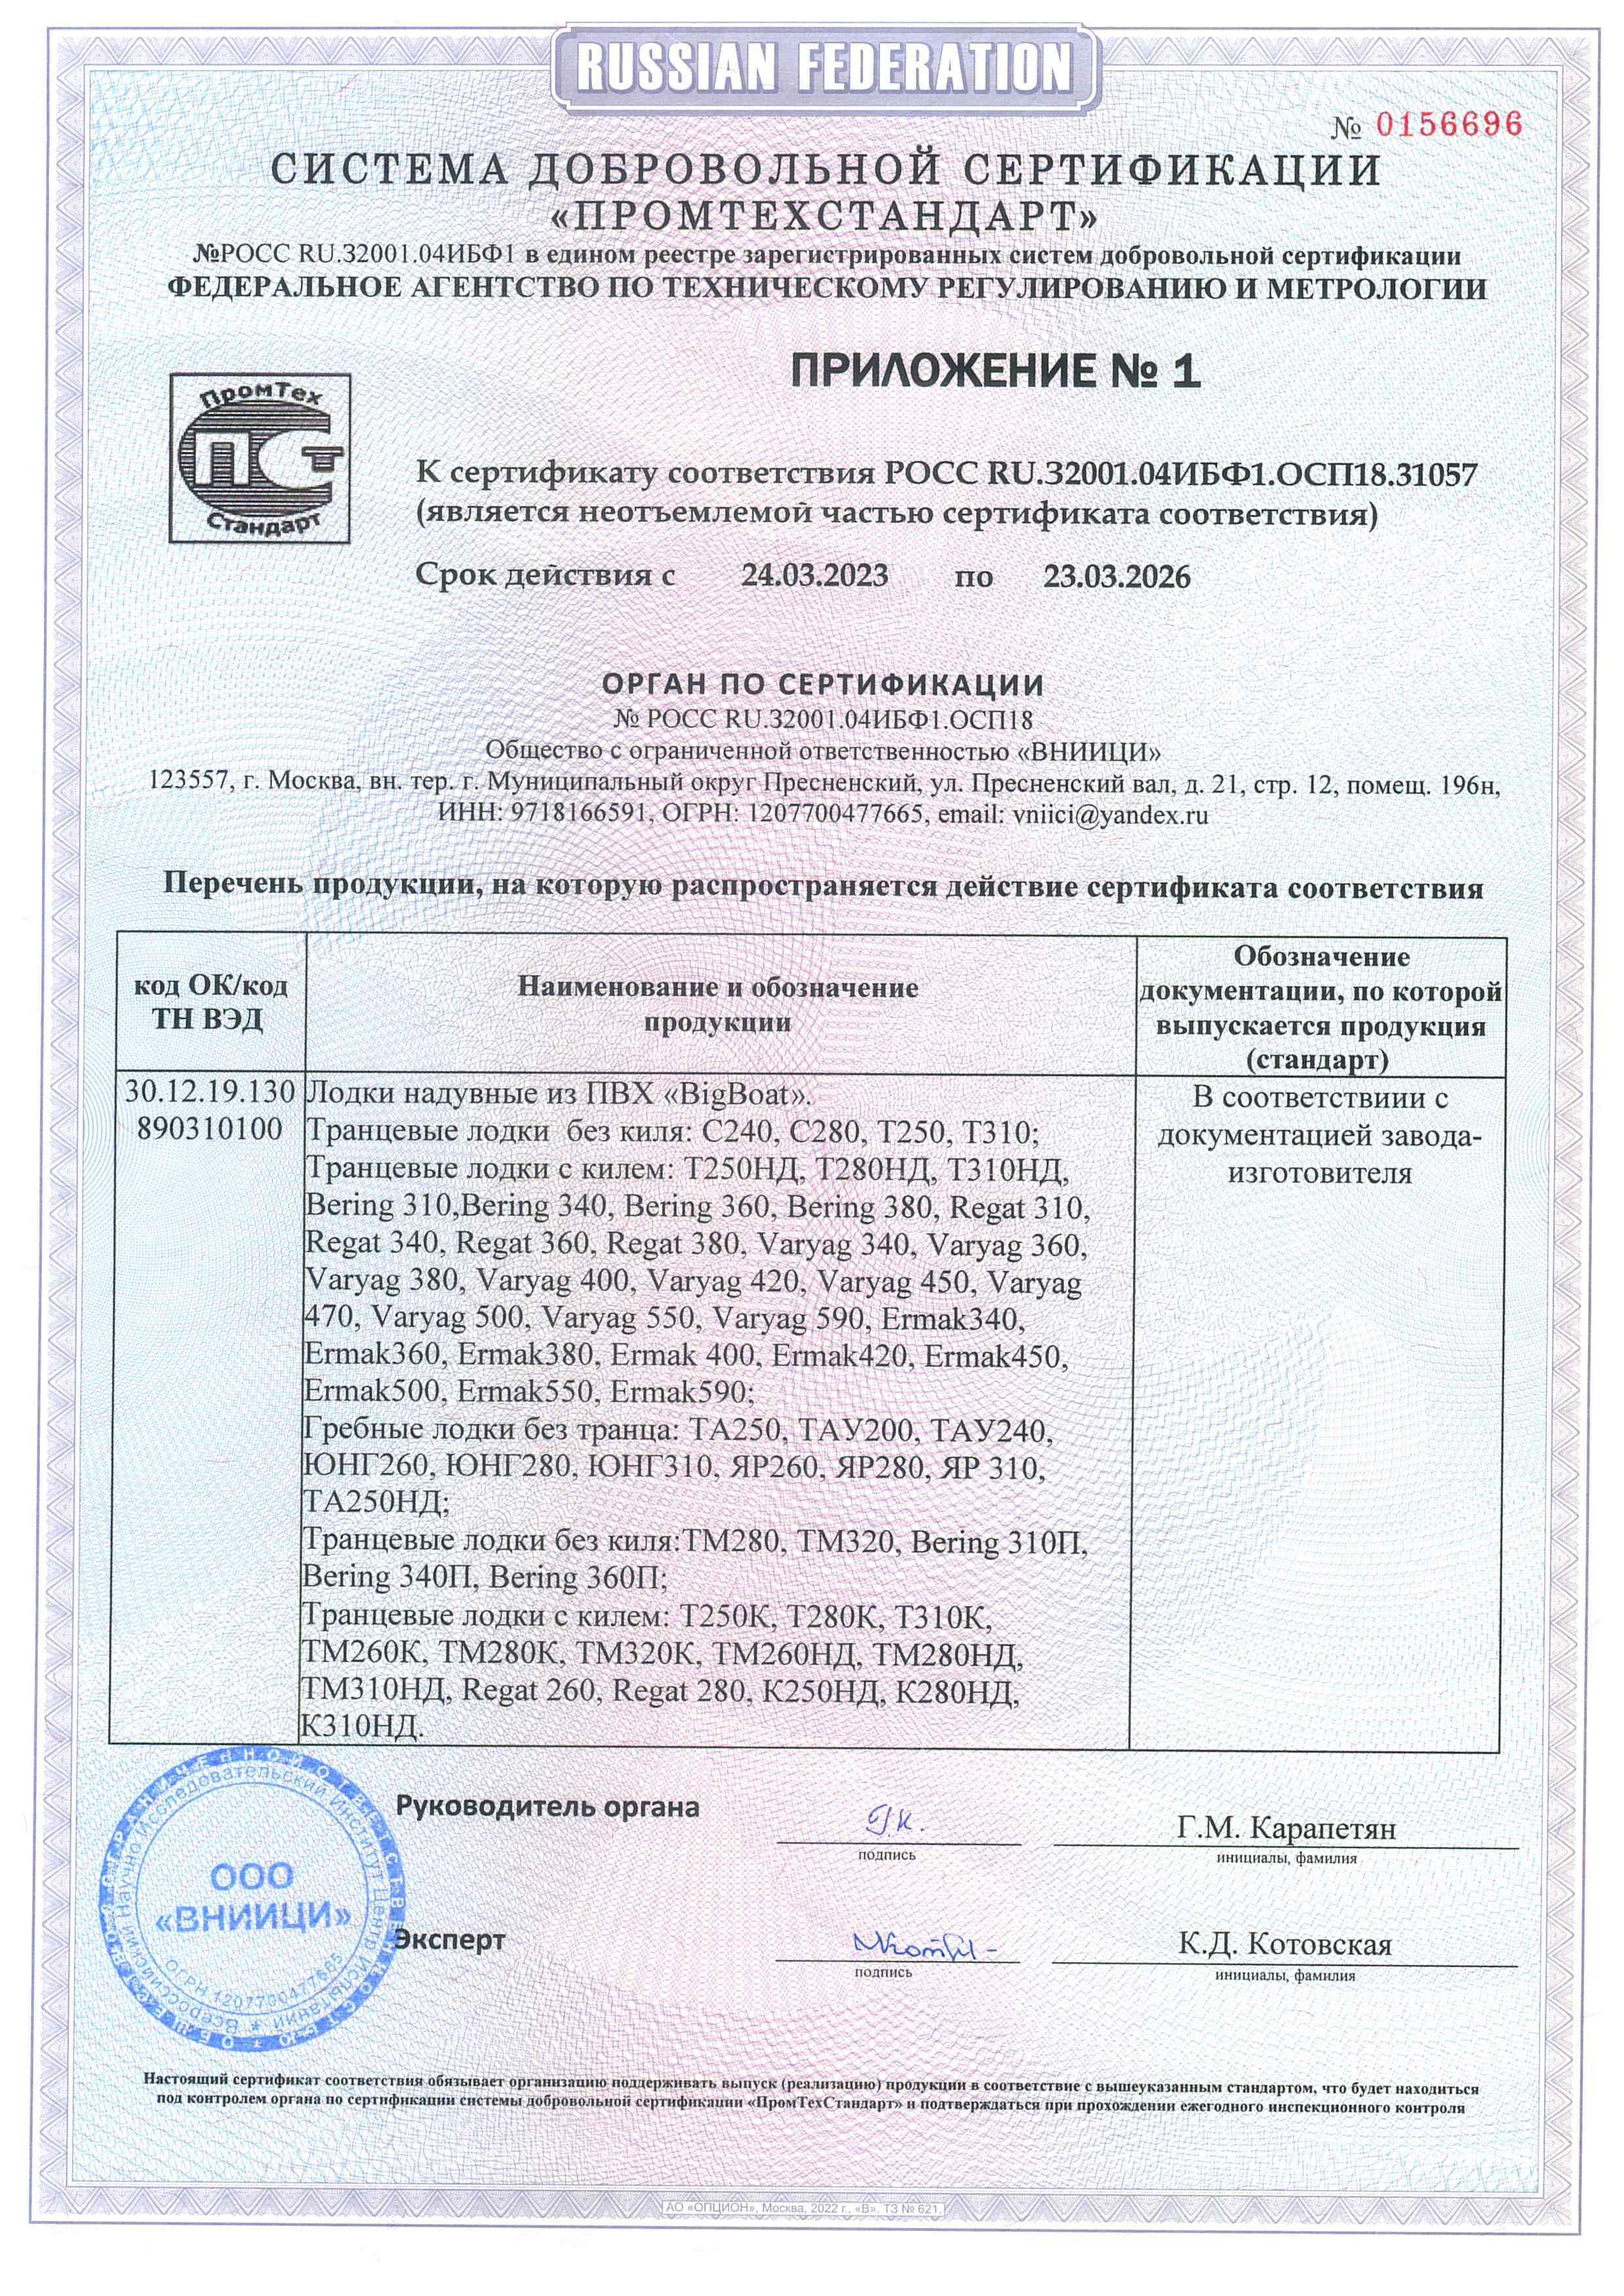 RUSSIAN FEDERATION
№ 0156696
СИСТЕМА ДОБРОВОЛЬНОЙ СЕРТИФИКАЦИИ
«ПРОМТЕХСТАНДАРТ»
№РОСС RU.32001.04ИБФ1 в едином реестре зарегистрированных систем добровольной сертификации
ФЕДЕРАЛЬНОЕ АГЕНТСТВО ПО ТЕХНИЧЕСКОМУ РЕГУЛИРОВАНИЮ И МЕТРОЛОГИИ
ПРИЛОЖЕНИЕ № 1
ПромТех
ПСТ
Стандарт
К сертификату соответствия РОСС RU.32001.04ИБФ1.ОСП18.31057
(является неотъемлемой частью сертификата соответствия)
Срок действия с 24.03.2023 по 23.03.2026
ОРГАН ПО СЕРТИФИКАЦИИ
№ РОСС RU.32001.04ИБФ1.ОСП18
Общество с ограниченной ответственностью «ВНИИЦИ»
123557, г. Москва, вн. тер. г. Муниципальный округ Пресненский, ул. Пресненский вал, д. 21, стр. 12, помещ. 196н,
ИНН: 9718166591, ОГРН: 1207700477665, email: vniici@yandex.ru
Перечень продукции, на которую распространяется действие сертификата соответствия
код ОК/код
ТН ВЭД
Наименование и обозначение
продукции
Обозначение
документации, по которой
выпускается продукция
(стандарт)
30.12.19.130
890310100
Лодки надувные из ПВХ «BigBoat».
Транцевые лодки без киля: С240, С280, Т250, Т310;
Транцевые лодки с килем: Т250НД, Т280НД, Т310НД,
Bering 310,Bering 340, Bering 360, Bering 380, Regat 310,
Regat 340, Regat 360, Regat 380, Varyag 340, Varyag 360,
Varyag 380, Varyag 400, Varyag 420, Varyag 450, Varyag
470, Varyag 500, Varyag 550, Varyag 590, Ermak340,
Ermak360, Ermak380, Ermak 400, Ermak420, Ermak450,
Ermak500, Ermak550, Ermak590;
Гребные лодки без транца: ТА250, ТАУ200, ТАУ240,
ЮНГ260, ЮНГ280, ЮНГ310, ЯР260, ЯР280, ЯР 310,
ТА250НД;
Транцевые лодки без киля:ТМ280, ТМ320, Bering 310П,
Bering 340П, Bering 360П;
Транцевые лодки с килем: Т250К, Т280К, Т310К,
ТМ260К, ТМ280К, ТМ320К, ТМ260НД, ТМ280НД,
ТМ310НД, Regat 260, Regat 280, К250НД, К280НД,
К310НД.
В соответствиии с
документацией завода-
изготовителя
Руководитель органа
Г.К.
подпись
Г.М. Карапетян
инициалы, фамилия
Эксперт
подпись
К.Д. Котовская
инициалы, фамилия
ООО
«ВНИИЦИ»
ОГРН 1207700477665
Всероссийский Научно Исследовательский Институт Центр Испытаний
Настоящий сертификат соответствия обязывает организацию поддерживать выпуск (реализацию) продукции в соответствие с вышеуказанным стандартом, что будет находиться
под контролем органа по сертификации системы добровольной сертификации «ПромТехСтандарт» и подтверждаться при прохождении ежегодного инспекционного контроля
АО «ОПЦИОН», Москва, 2022 г., «В». ТЗ № 621.